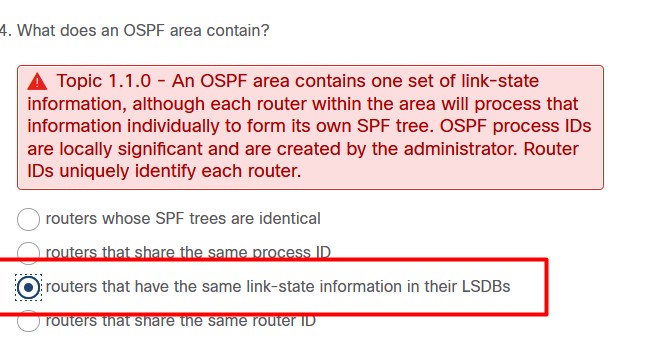 4. What does an OSPF area contain?
Topic 1.1.0 - An OSPF area contains one set of link-state
information, although each router within the area will process that
information individually to form its own SPF tree. OSPF process IDs
are locally significant and are created by the administrator. Router
IDs uniquely identify each router.
routers whose SPF trees are identical
routers that share the same process ID
routers that have the same link-state information in their LSDBs
routers that share the same router ID